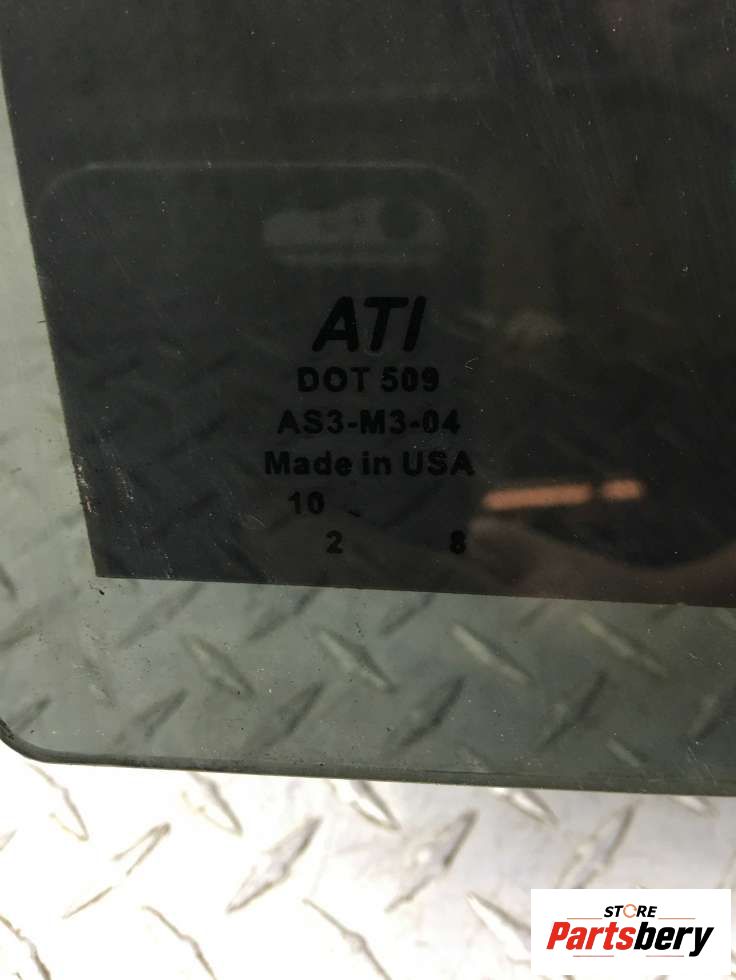 ATI
DOT 509
AS3-M3-04
Made in USA
10
2 8
STORE
Partsbery